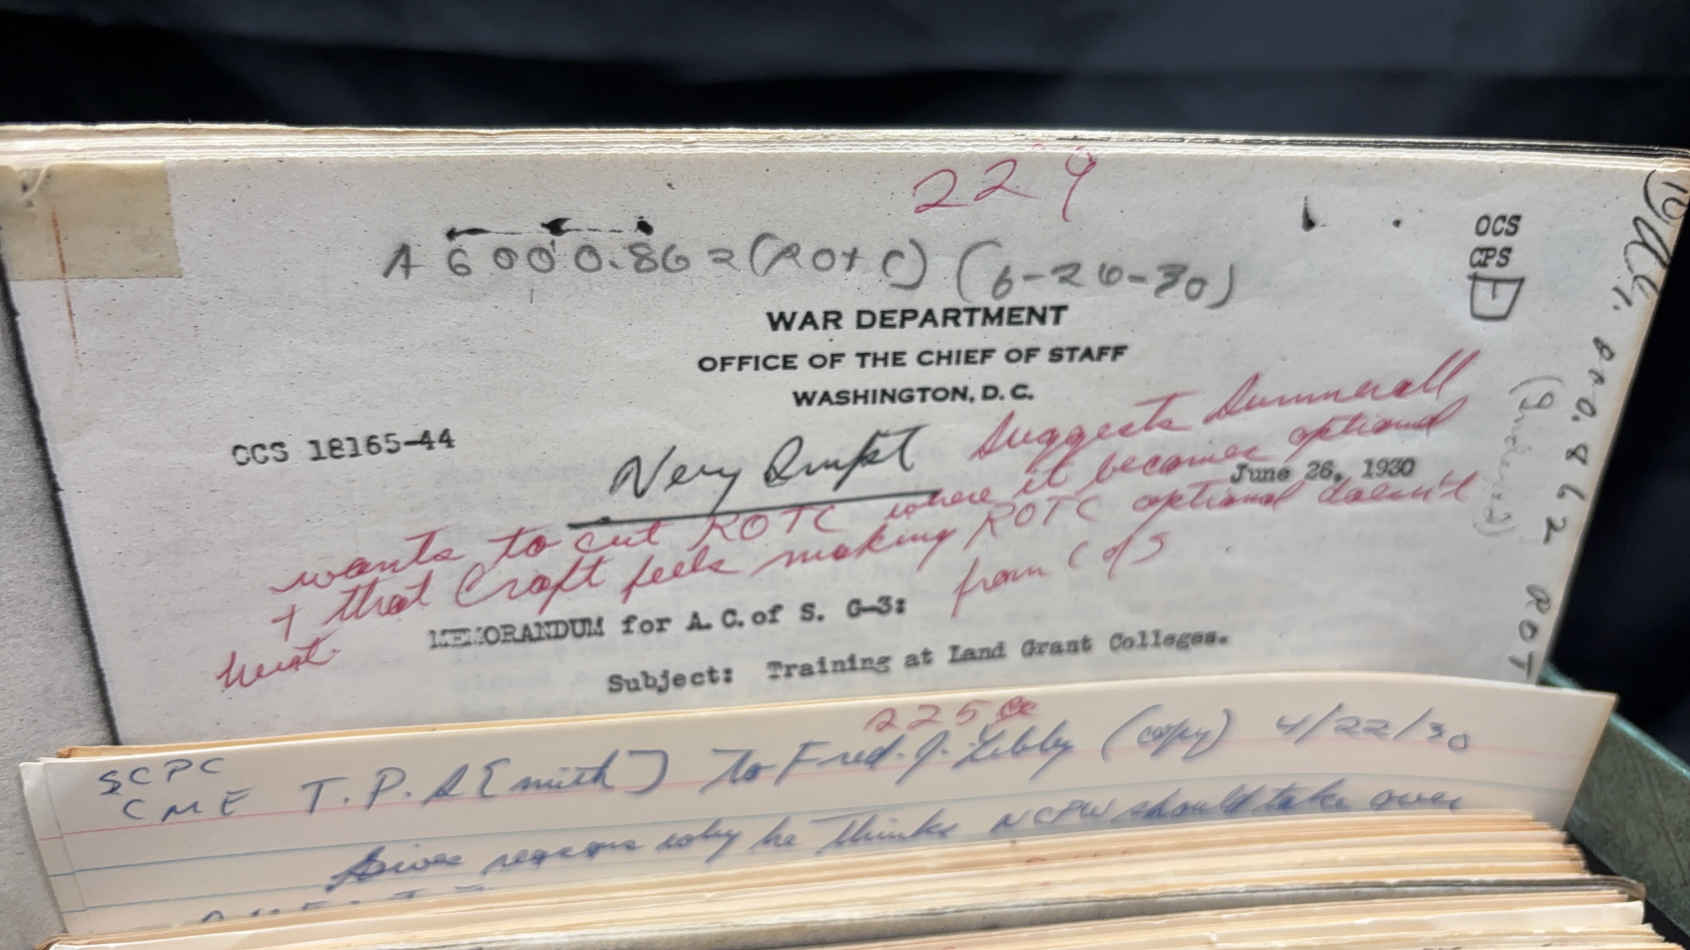 229
A 6000.862 (ROTC) (6-26-30)
OCS
CPS
WAR DEPARTMENT
OFFICE OF THE CHIEF OF STAFF
WASHINGTON, D. C.
OCS 18165-44
Very Impt
June 26, 1930
Suggests Summerall
wants to cut ROTC where it becomes optional
+ that Croft feels making ROTC optional doesn't
hurt
from C of S
MEMORANDUM for A. C. of S. G-3:
Subject: Training at Land Grant Colleges.
225
SCPC
CME
T. P. S[mith] to Fred. J. Libby (copy) 4/22/30
Gives reasons why he thinks NCPW should take over